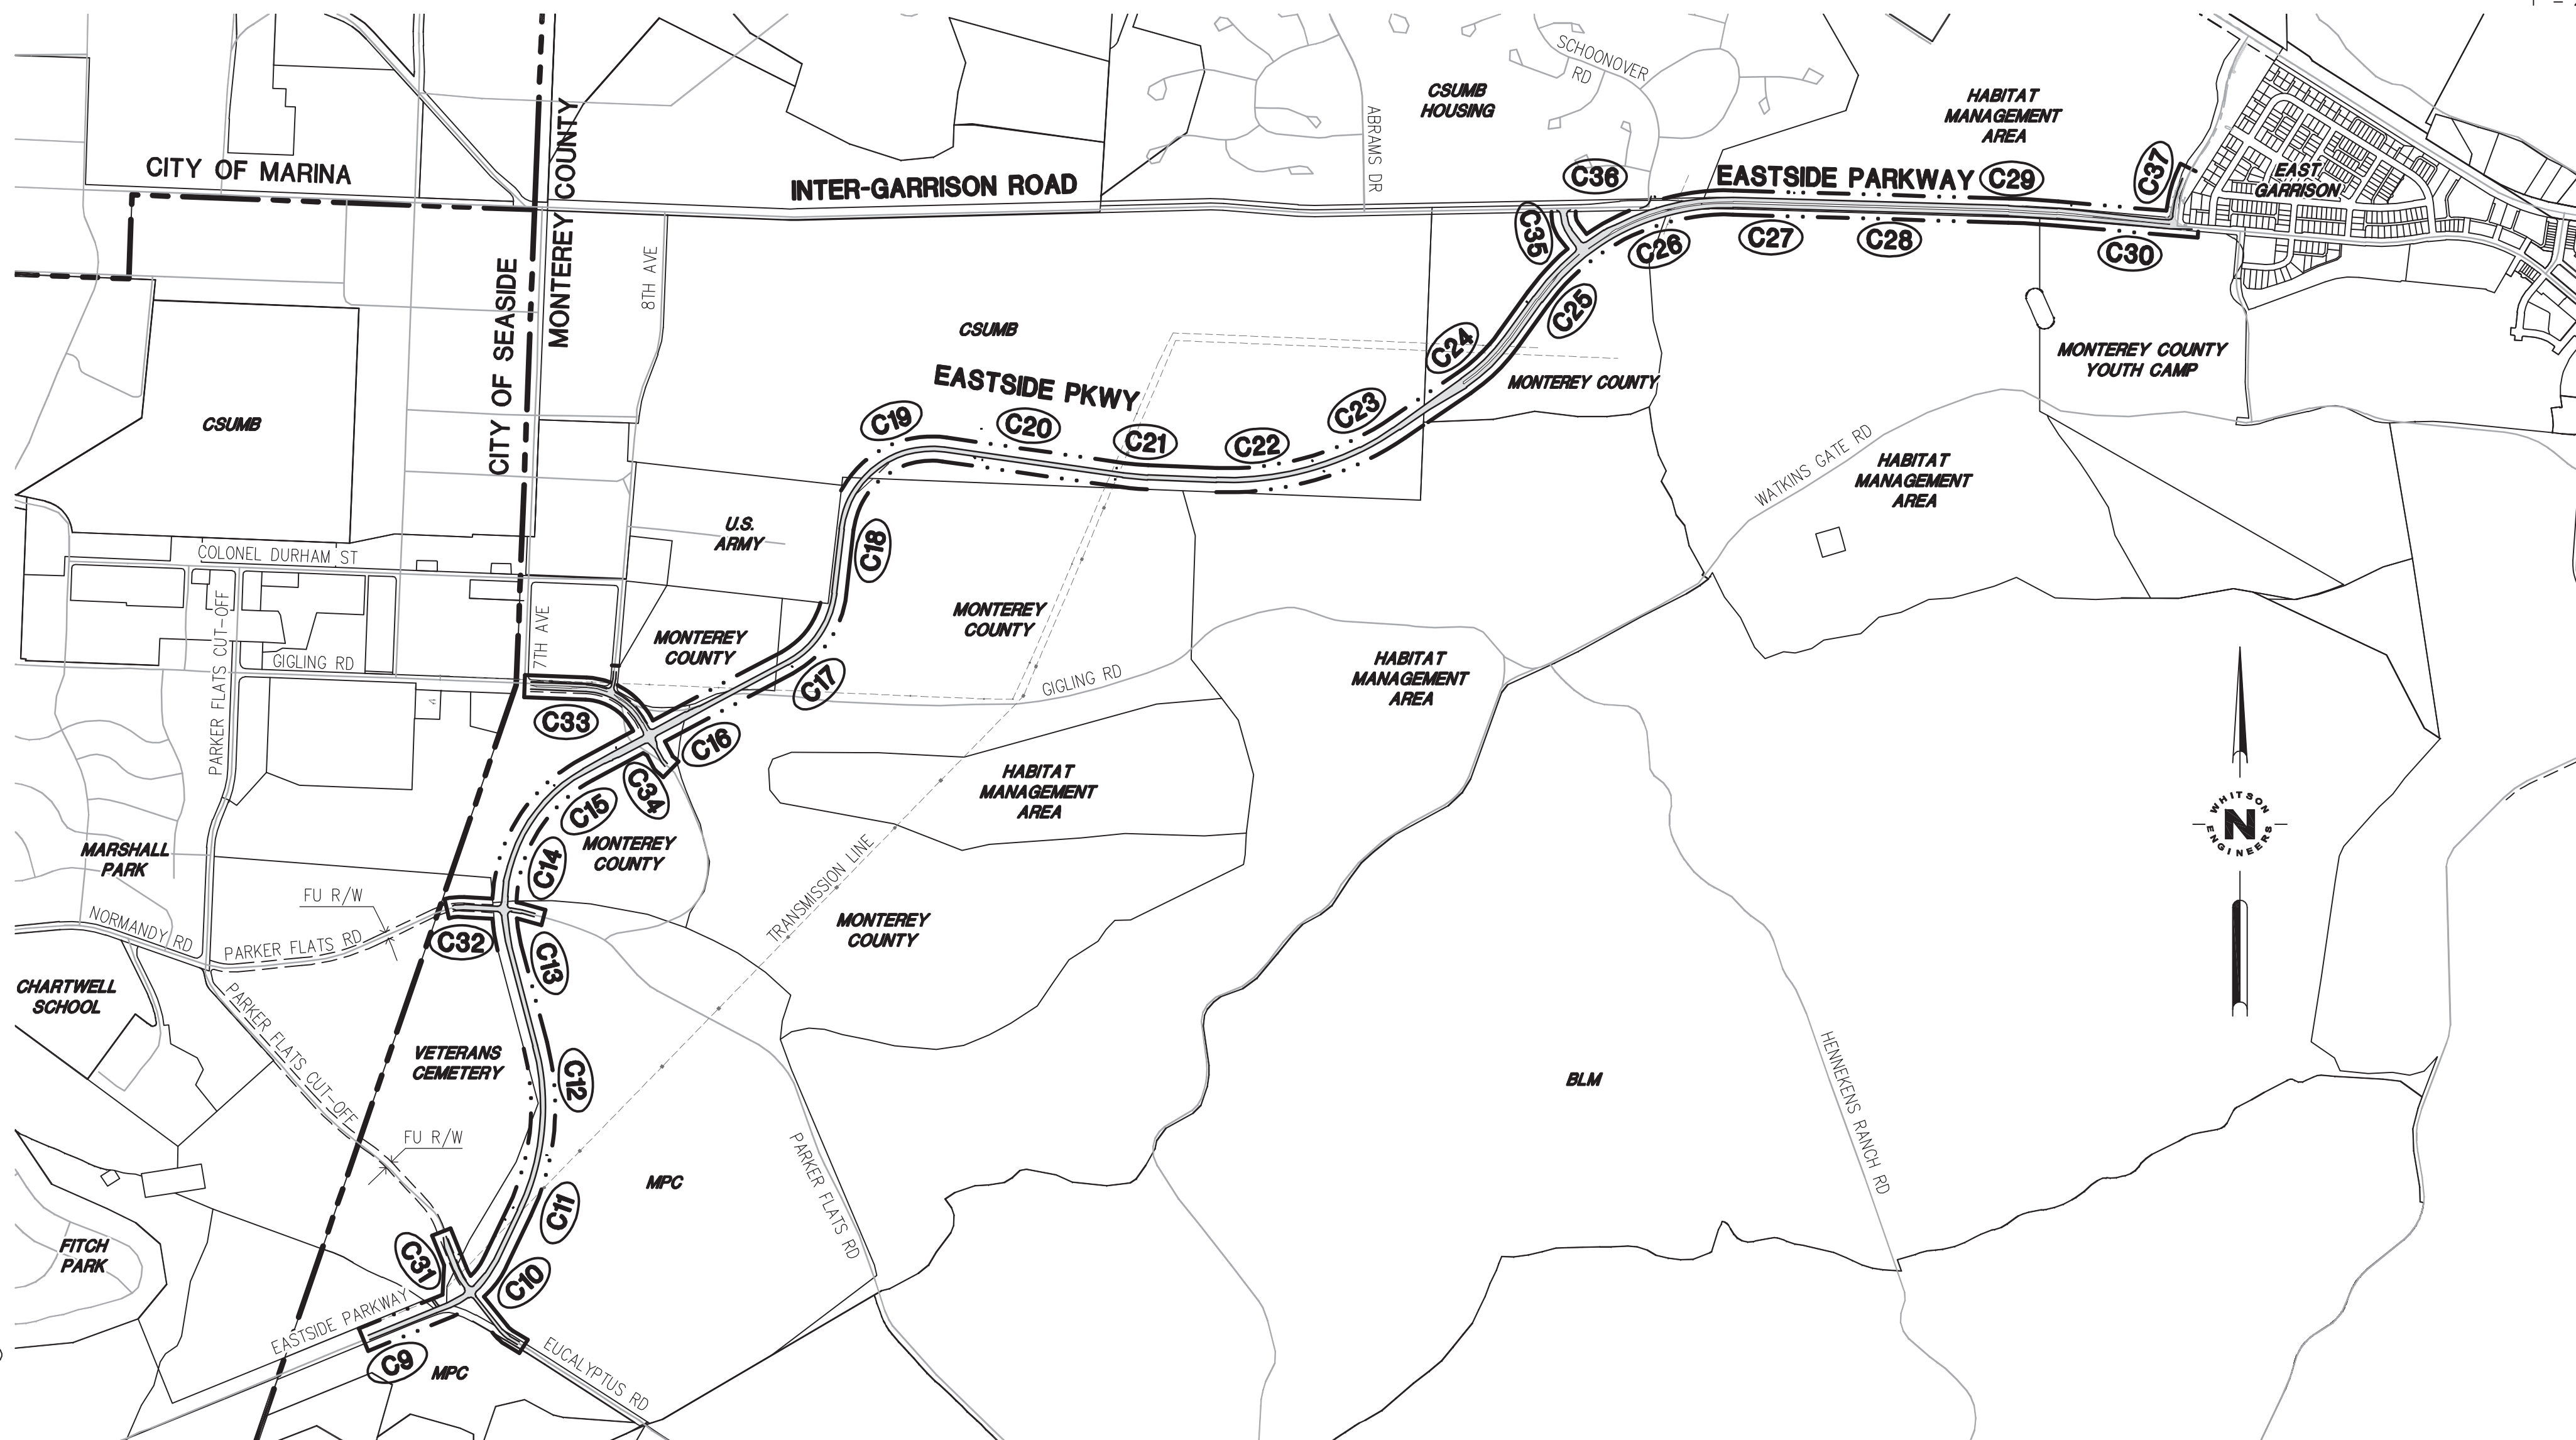 SCHOONOVER
RD
CSUMB
HOUSING
HABITAT
MANAGEMENT
AREA
ABRAMS DR
CITY OF MARINA
MONTEREY COUNTY
INTER-GARRISON ROAD
C36
EASTSIDE PARKWAY
C29
C37
EAST
GARRISON
C35
C26
C27
C28
C30
CITY OF SEASIDE
8TH AVE
CSUMB
C25
C24
MONTEREY COUNTY
MONTEREY COUNTY
YOUTH CAMP
EASTSIDE PKWY
CSUMB
C19
C20
C21
C22
C23
WATKINS GATE RD
HABITAT
MANAGEMENT
AREA
U.S.
ARMY
C18
COLONEL DURHAM ST
PARKER FLATS CUT-OFF
7TH AVE
GIGLING RD
MONTEREY
COUNTY
MONTEREY
COUNTY
C17
GIGLING RD
HABITAT
MANAGEMENT
AREA
4
C33
C16
C34
C15
HABITAT
MANAGEMENT
AREA
WHITSON
N
ENGINEERS
MARSHALL
PARK
C14
MONTEREY
COUNTY
TRANSMISSION LINE
FU R/W
NORMANDY RD
PARKER FLATS RD
C32
C13
MONTEREY
COUNTY
CHARTWELL
SCHOOL
PARKER FLATS CUT-OFF
VETERANS
CEMETERY
C12
BLM
HENNEKENS RANCH RD
FU R/W
PARKER FLATS RD
MPC
C11
FITCH
PARK
C31
C10
EASTSIDE PARKWAY
C9
MPC
EUCALYPTUS RD